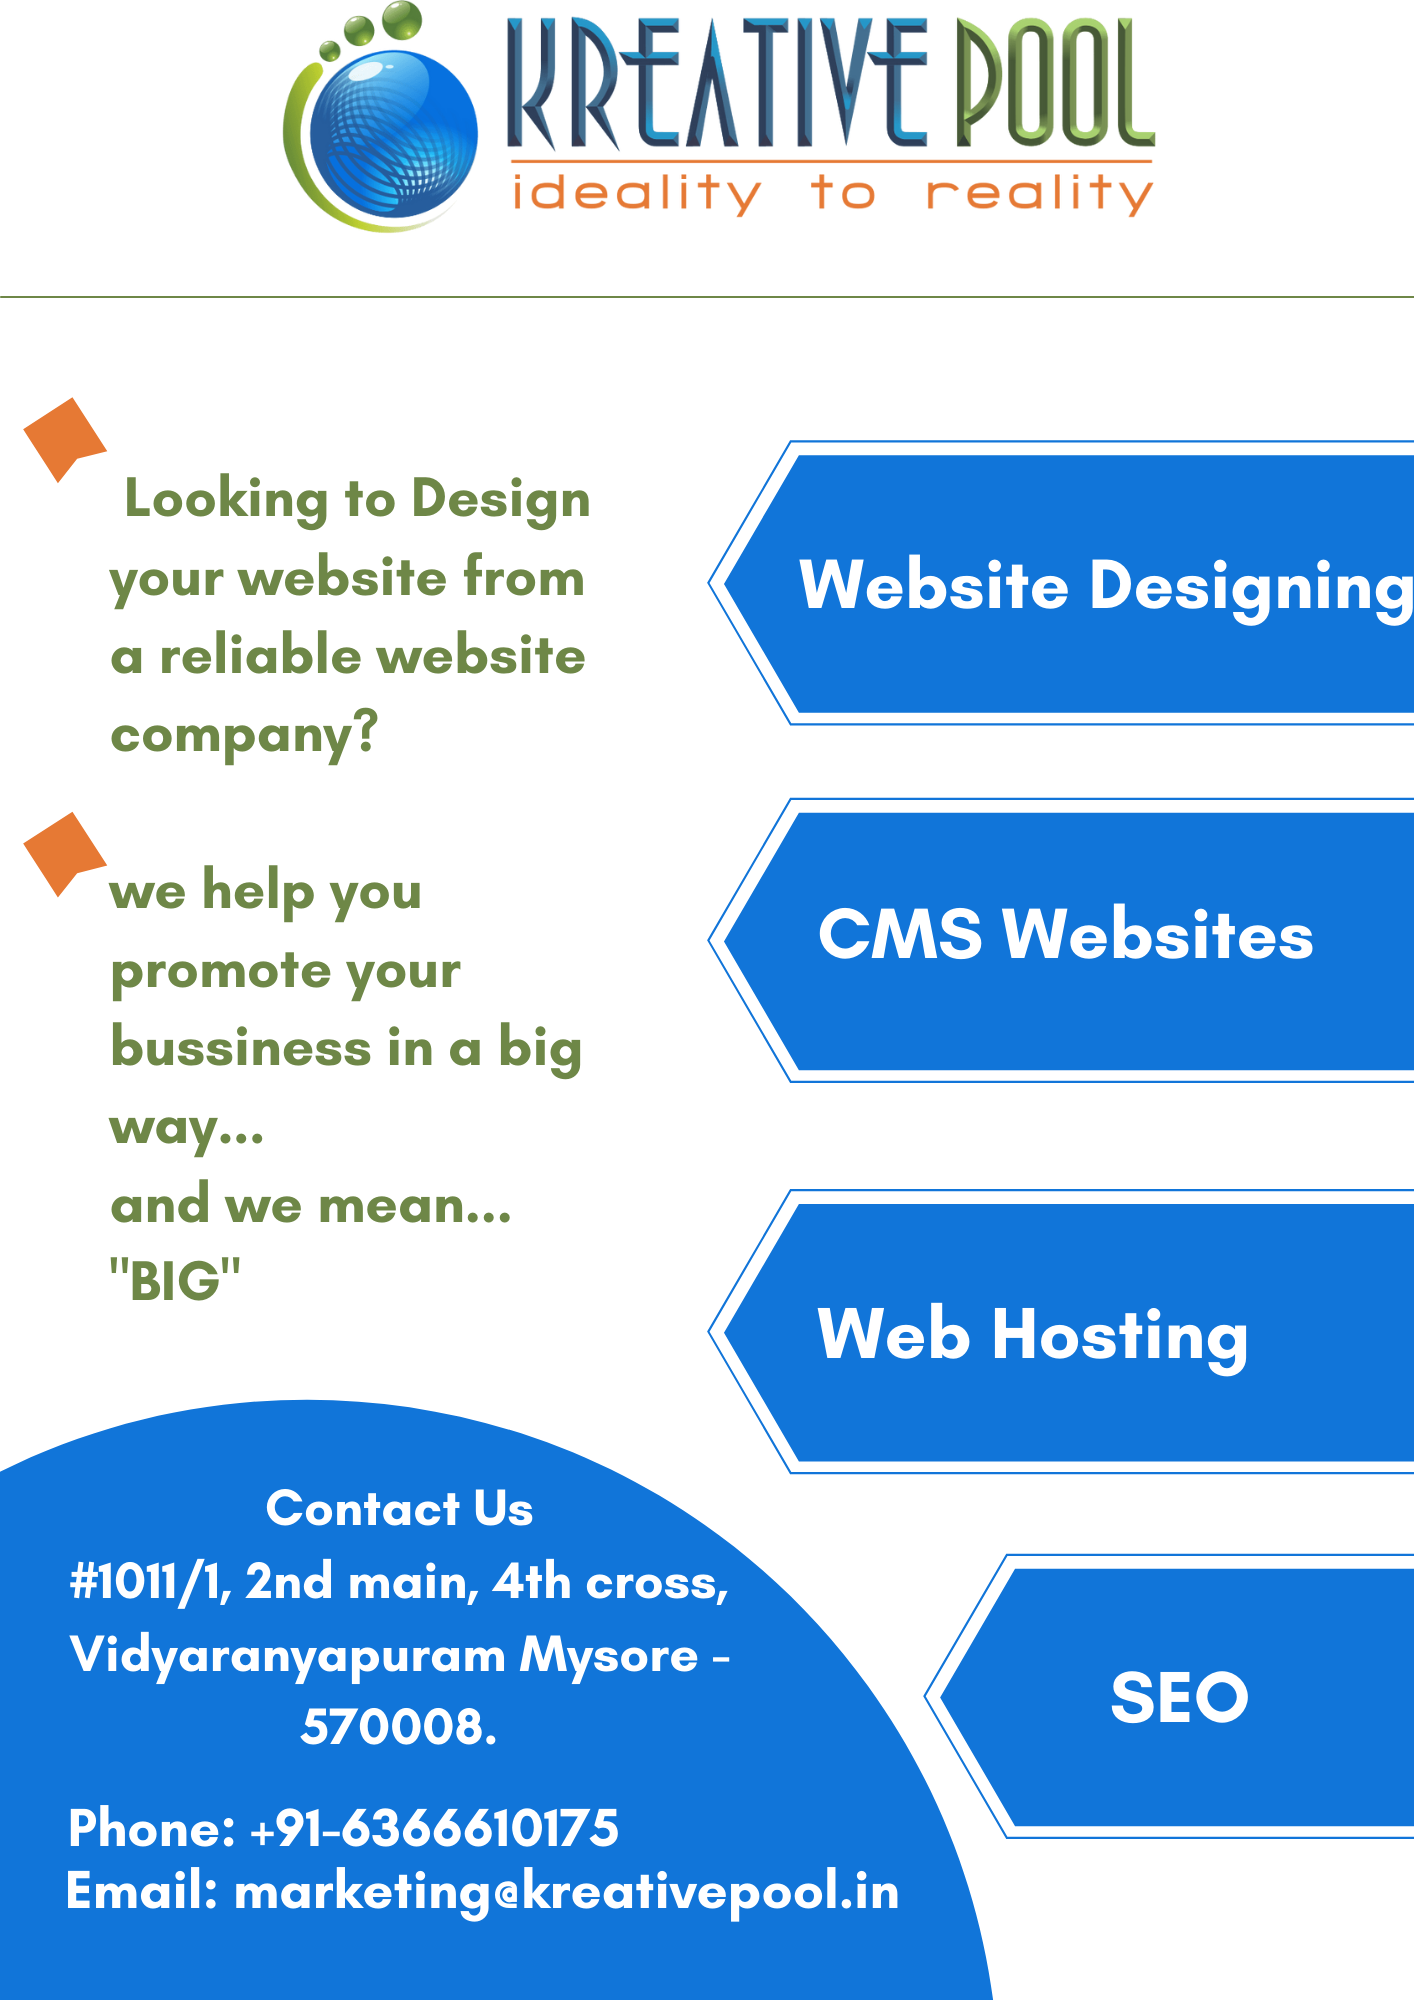 KREATIVE POOL
ideality to reality
Looking to Design
your website from
a reliable website
company?
we help you
promote your
bussiness in a big
way...
and we mean...
"BIG"
Website Designing
CMS Websites
Web Hosting
SEO
Contact Us
#1011/1, 2nd main, 4th cross,
Vidyaranyapuram Mysore -
570008.
Phone: +91-6366610175
Email: marketing@kreativepool.in